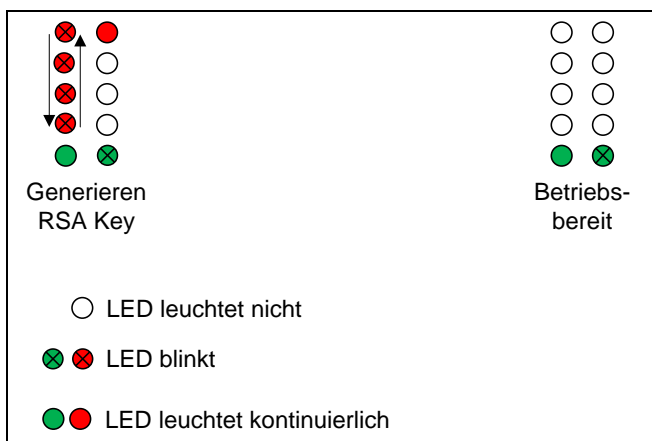 Generieren
RSA Key
Betriebs-
bereit
LED leuchtet nicht
LED blinkt
LED leuchtet kontinuierlich